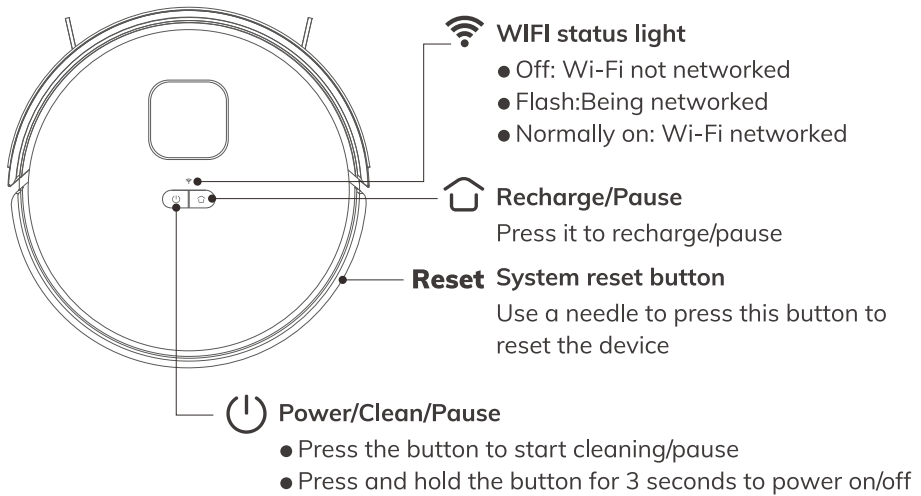 WIFI status light
● Off: Wi-Fi not networked
● Flash:Being networked
● Normally on: Wi-Fi networked
Recharge/Pause
Press it to recharge/pause
Reset System reset button
Use a needle to press this button to
reset the device
Power/Clean/Pause
● Press the button to start cleaning/pause
● Press and hold the button for 3 seconds to power on/off